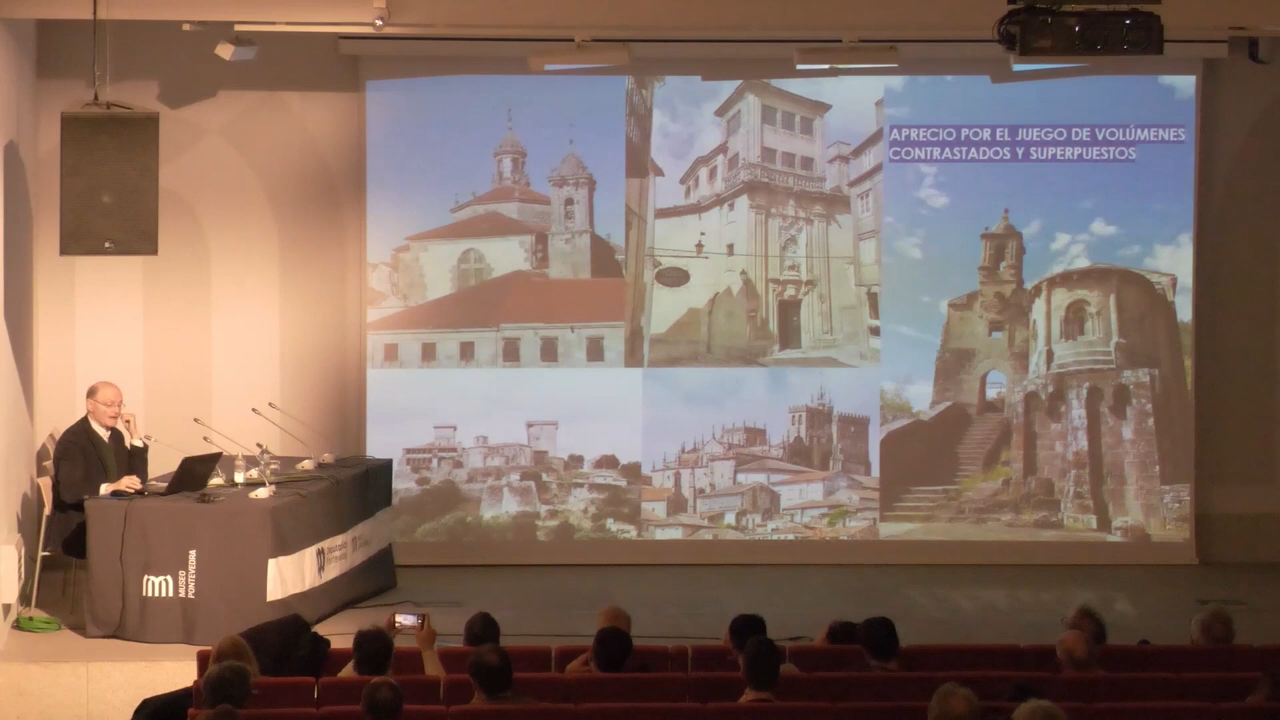 APRECIO POR EL JUEGO DE VOLÚMENES
CONTRASTADOS Y SUPERPUESTOS
MUSEO
PONTEVEDRA